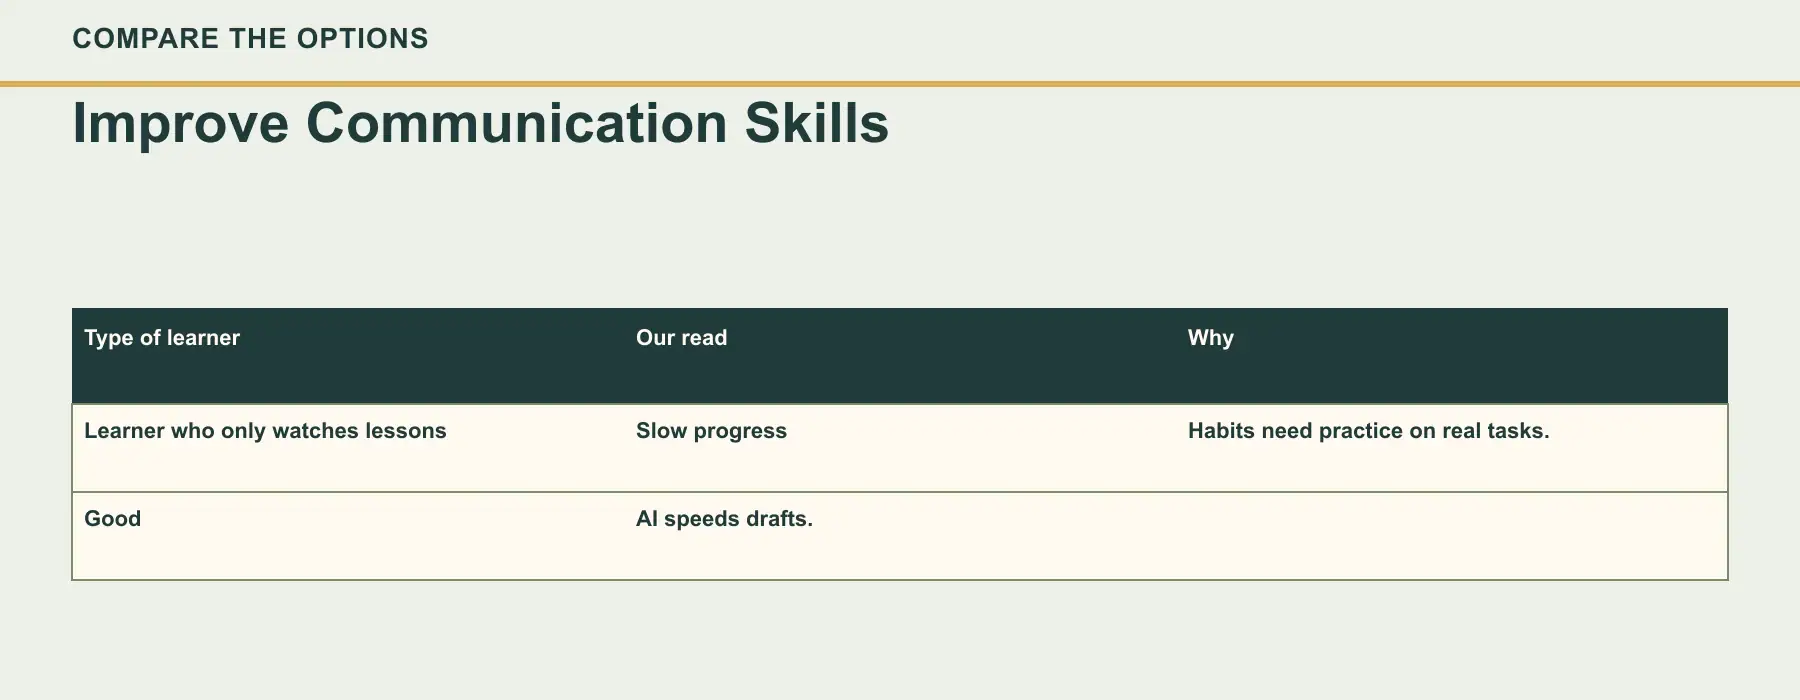 COMPARE THE OPTIONS
Improve Communication Skills
Type of learner Our read Why
Learner who only watches lessons Slow progress Habits need practice on real tasks.
Good AI speeds drafts.